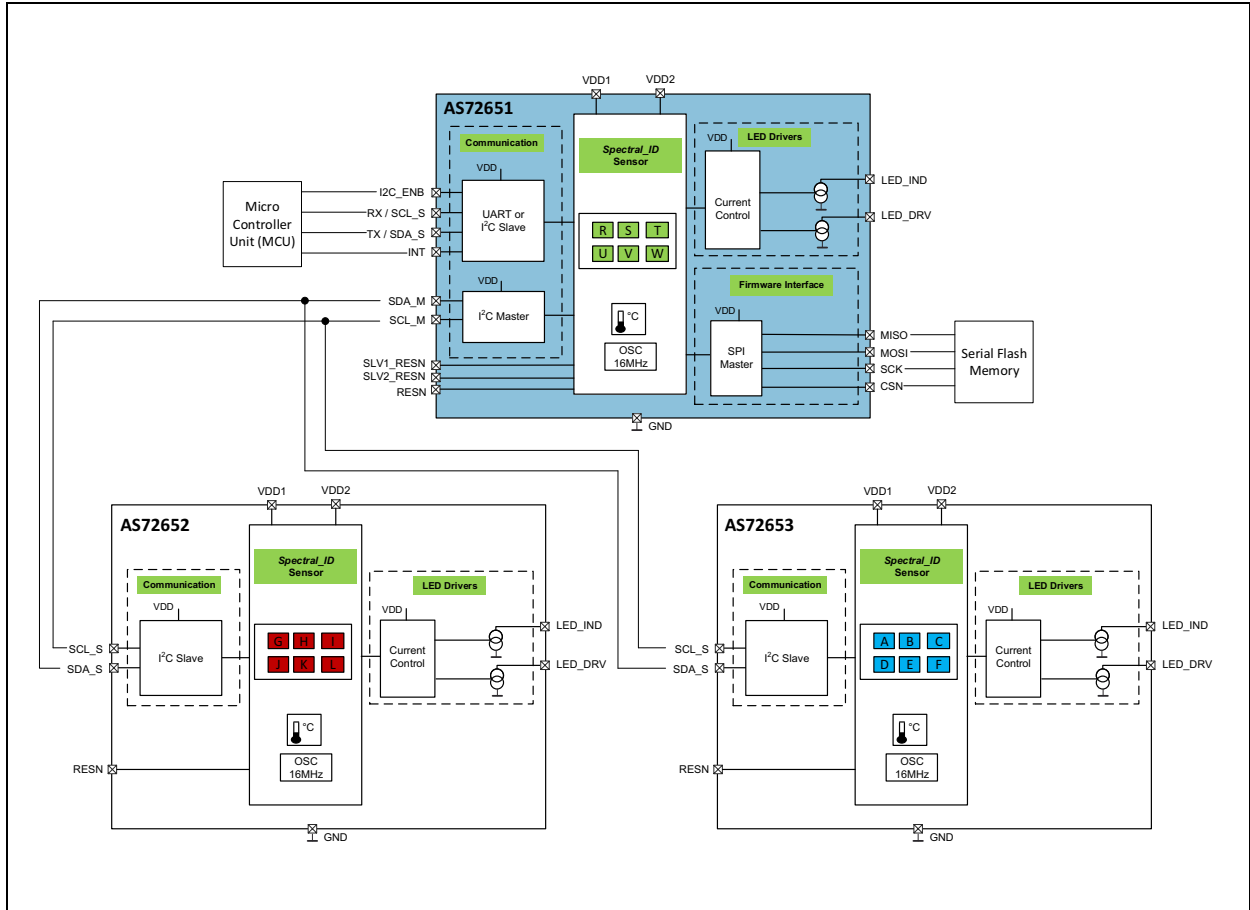 VDD1
VDD2
AS72651
Communication
VDD
UART or
I²C Slave
VDD
I²C Master
Spectral_ID
Sensor
R S T
U V W
°C
OSC
16MHz
LED Drivers
VDD
Current
Control
LED_IND
LED_DRV
Firmware Interface
VDD
SPI
Master
MISO
MOSI
SCK
CSN
Serial Flash
Memory
Micro
Controller
Unit (MCU)
I2C_ENB
RX / SCL_S
TX / SDA_S
INT
SDA_M
SCL_M
SLV1_RESN
SLV2_RESN
RESN
GND
VDD1
VDD2
AS72652
Communication
VDD
I²C Slave
SCL_S
SDA_S
RESN
Spectral_ID
Sensor
G H I
J K L
°C
OSC
16MHz
LED Drivers
VDD
Current
Control
LED_IND
LED_DRV
GND
VDD1
VDD2
AS72653
Communication
VDD
I²C Slave
SCL_S
SDA_S
RESN
Spectral_ID
Sensor
A B C
D E F
°C
OSC
16MHz
LED Drivers
VDD
Current
Control
LED_IND
LED_DRV
GND